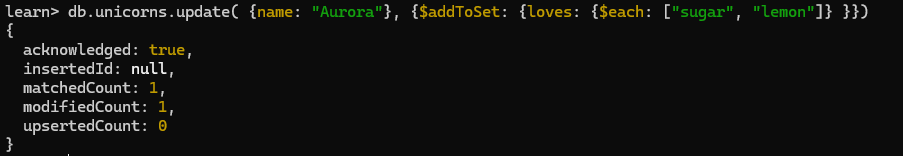 learn> db.unicorns.update( {name: "Aurora"}, {$addToSet: {loves: {$each: ["sugar", "lemon"]} }})
{
  acknowledged: true,
  insertedId: null,
  matchedCount: 1,
  modifiedCount: 1,
  upsertedCount: 0
}